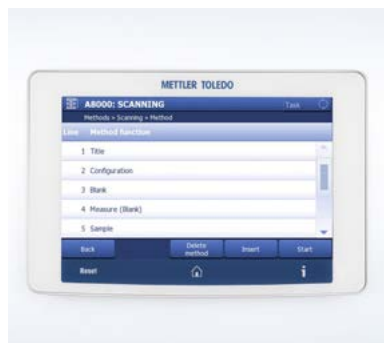 METTLER TOLEDO
A8000: SCANNING Task
Methods > Scanning > Method
Line Method function
1 Title
2 Configuration
3 Blank
4 Measure (Blank)
5 Sample
Back Delete method Insert Start
Reset i